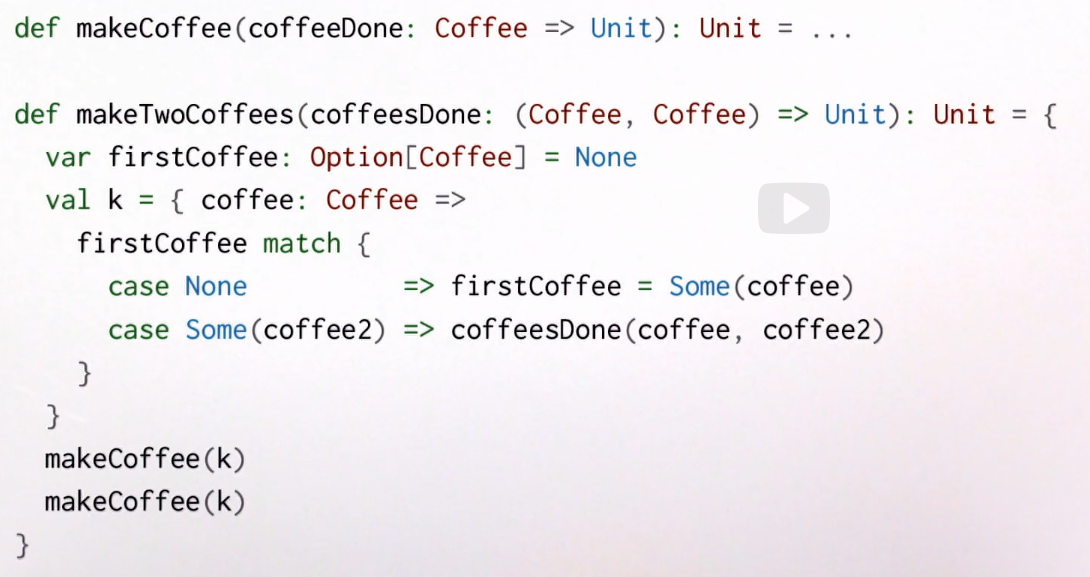 def makeCoffee(coffeeDone: Coffee => Unit): Unit = ...
def makeTwoCoffees(coffeesDone: (Coffee, Coffee) => Unit): Unit = {
  var firstCoffee: Option[Coffee] = None
  val k = { coffee: Coffee =>
    firstCoffee match {
      case None          => firstCoffee = Some(coffee)
      case Some(coffee2) => coffeesDone(coffee, coffee2)
    }
  }
  makeCoffee(k)
  makeCoffee(k)
}